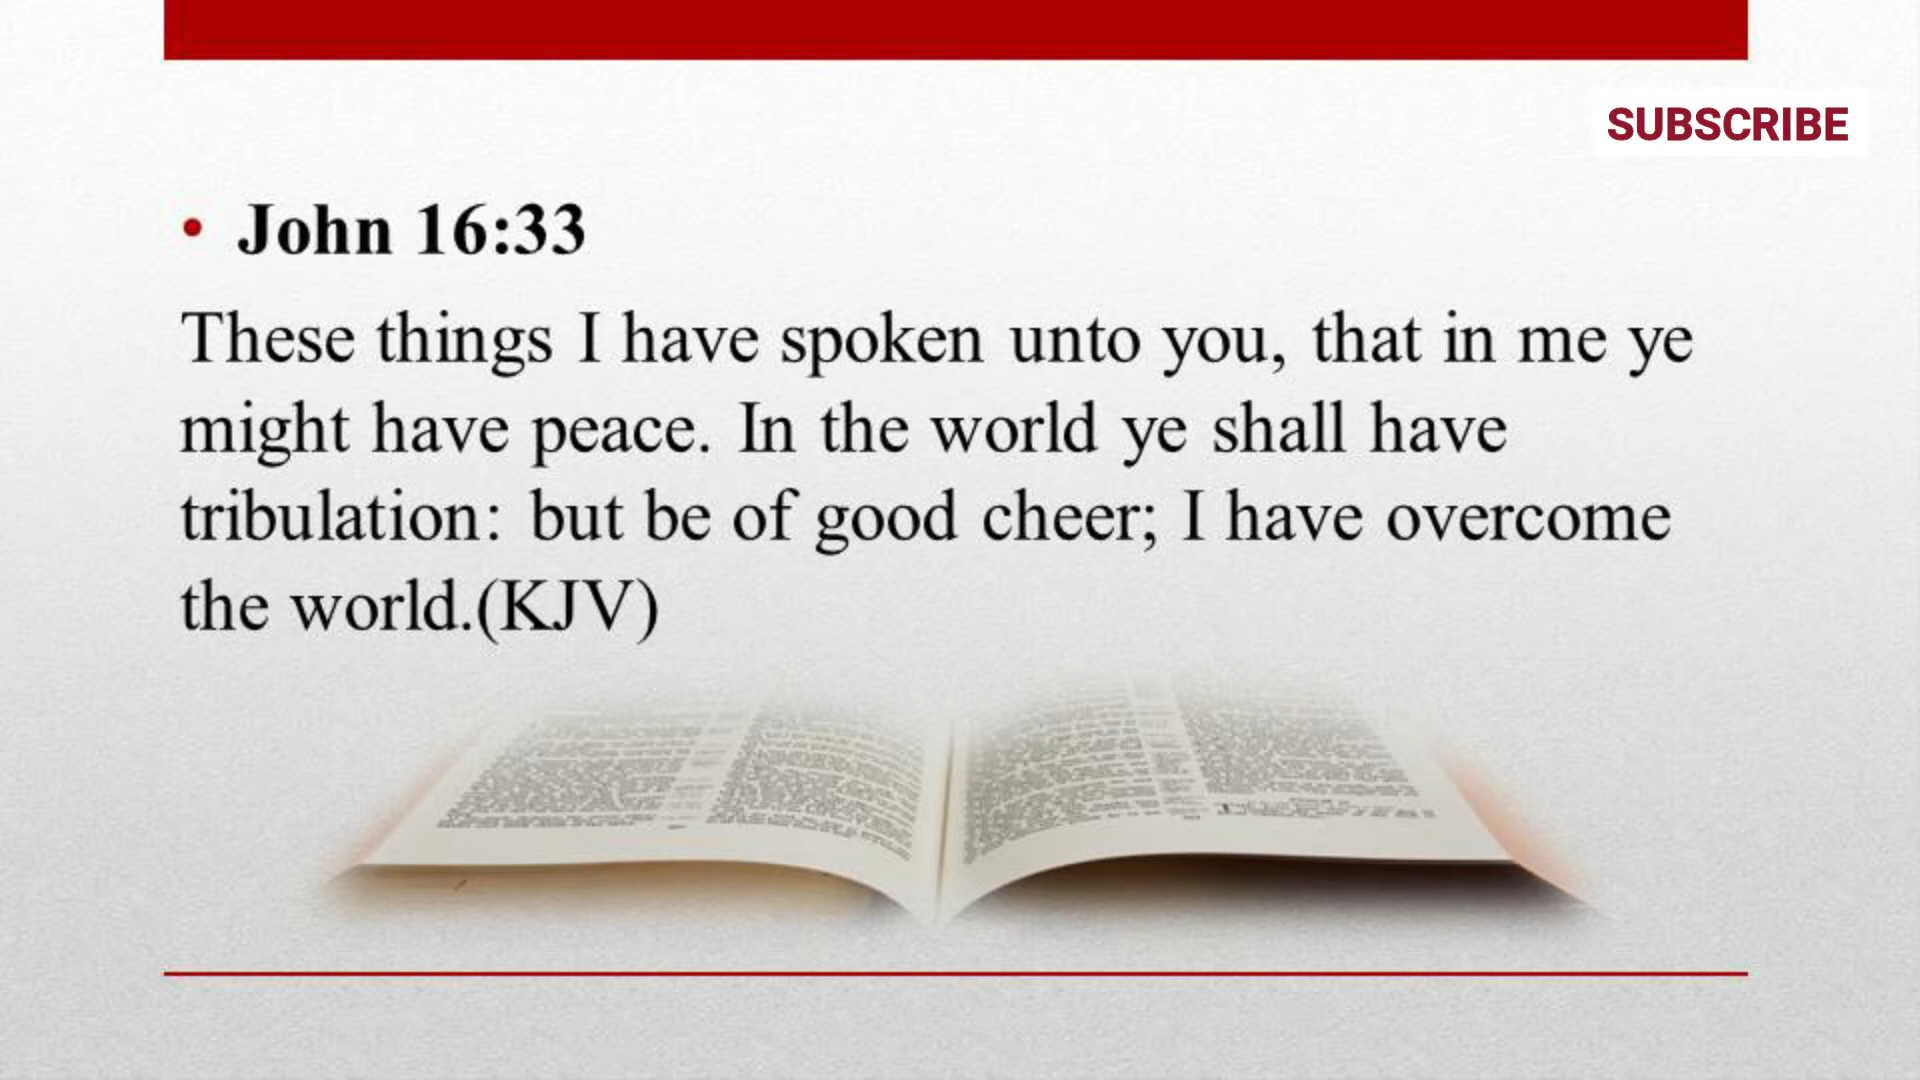 SUBSCRIBE
• John 16:33
These things I have spoken unto you, that in me ye
might have peace. In the world ye shall have
tribulation: but be of good cheer; I have overcome
the world.(KJV)